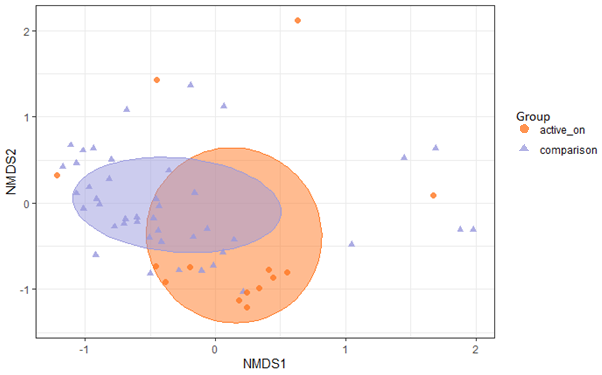 2
1
0
-1
NMDS2
-1
0
1
2
NMDS1
Group
active_on
comparison